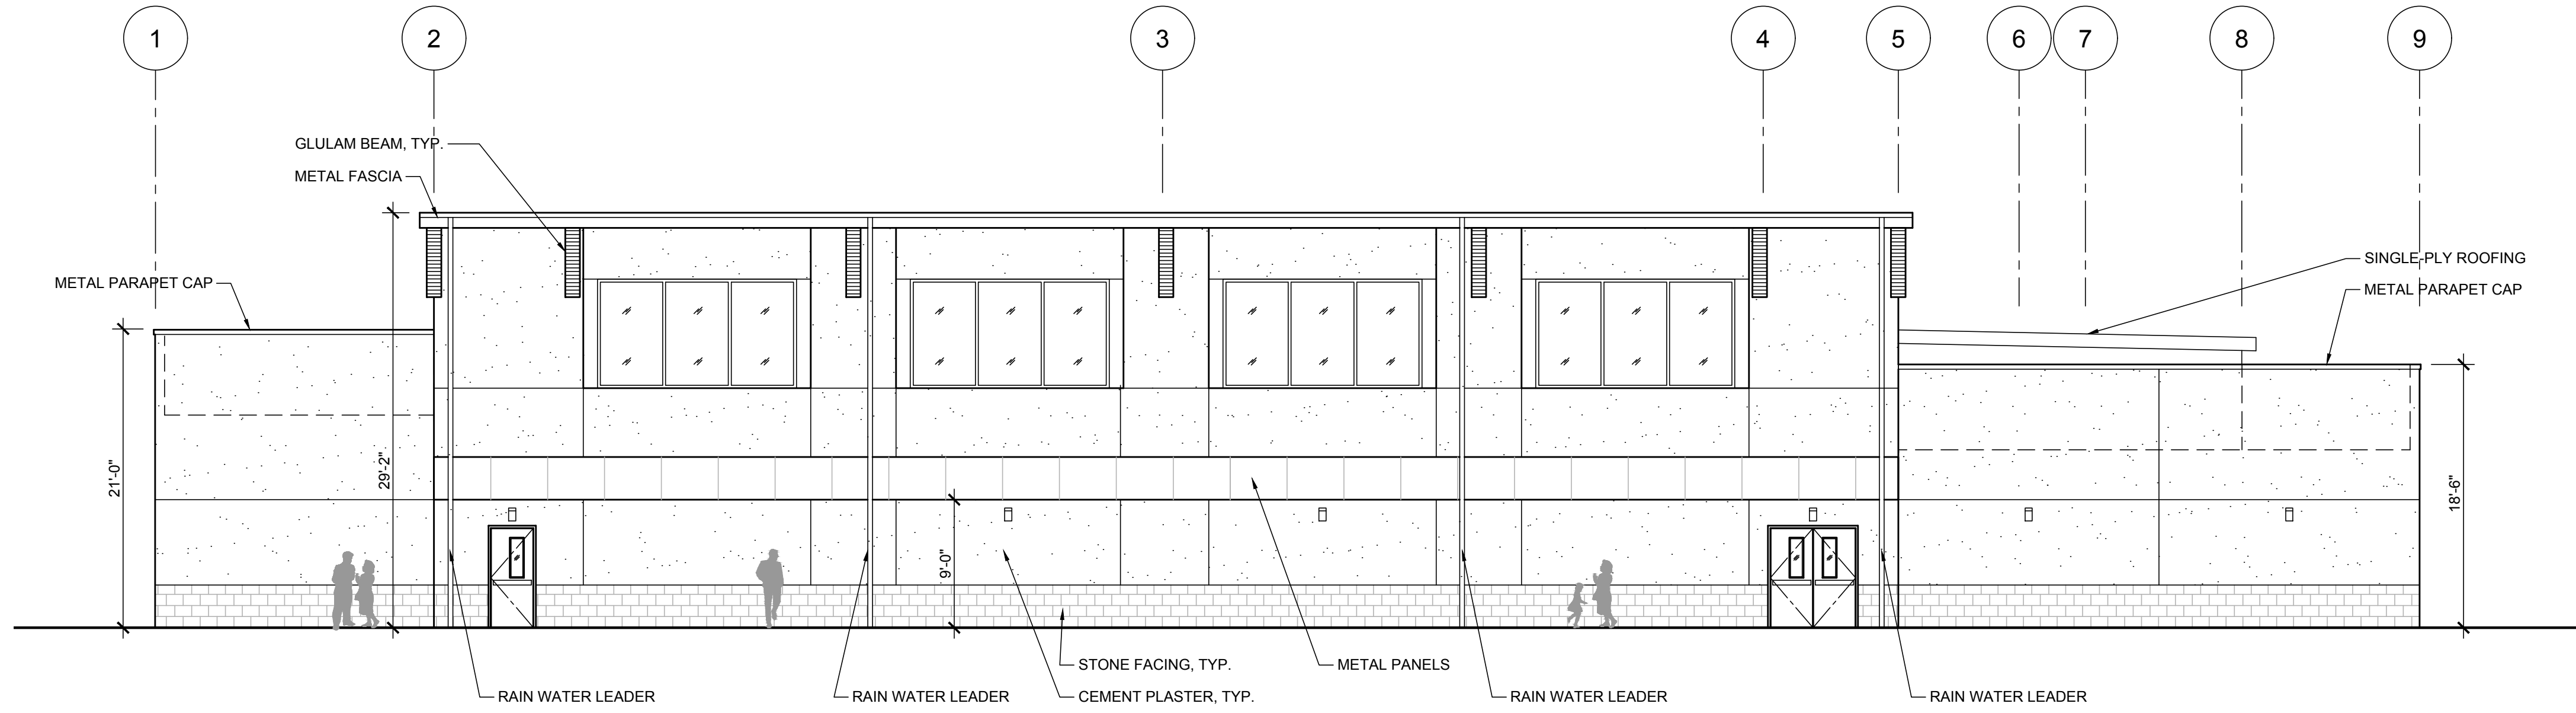 1
2
3
4
5
6
7
8
9
GLULAM BEAM, TYP.
METAL FASCIA
METAL PARAPET CAP
SINGLE-PLY ROOFING
METAL PARAPET CAP
21'-0"
29'-2"
9'-0"
18'-6"
STONE FACING, TYP.
METAL PANELS
RAIN WATER LEADER
RAIN WATER LEADER
CEMENT PLASTER, TYP.
RAIN WATER LEADER
RAIN WATER LEADER